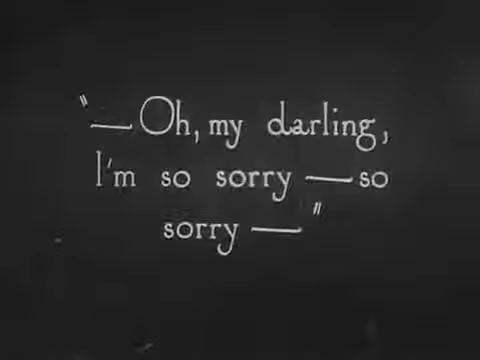 "—Oh, my darling,
I'm so sorry—so
sorry—"